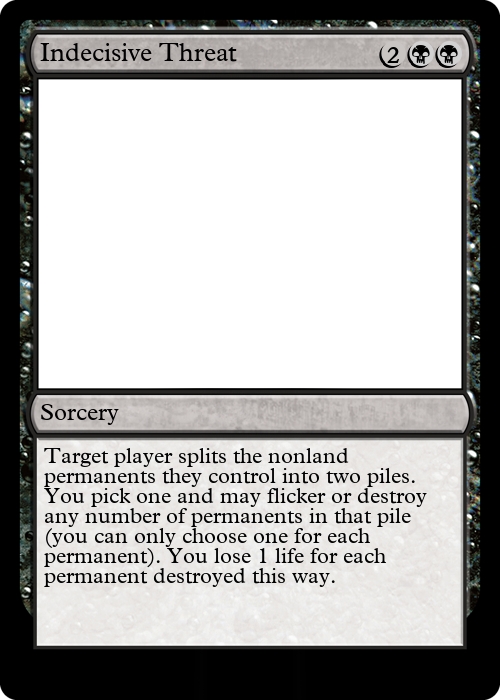 Indecisive Threat 2
Sorcery
Target player splits the nonland
permanents they control into two piles.
You pick one and may flicker or destroy
any number of permanents in that pile
(you can only choose one for each
permanent). You lose 1 life for each
permanent destroyed this way.